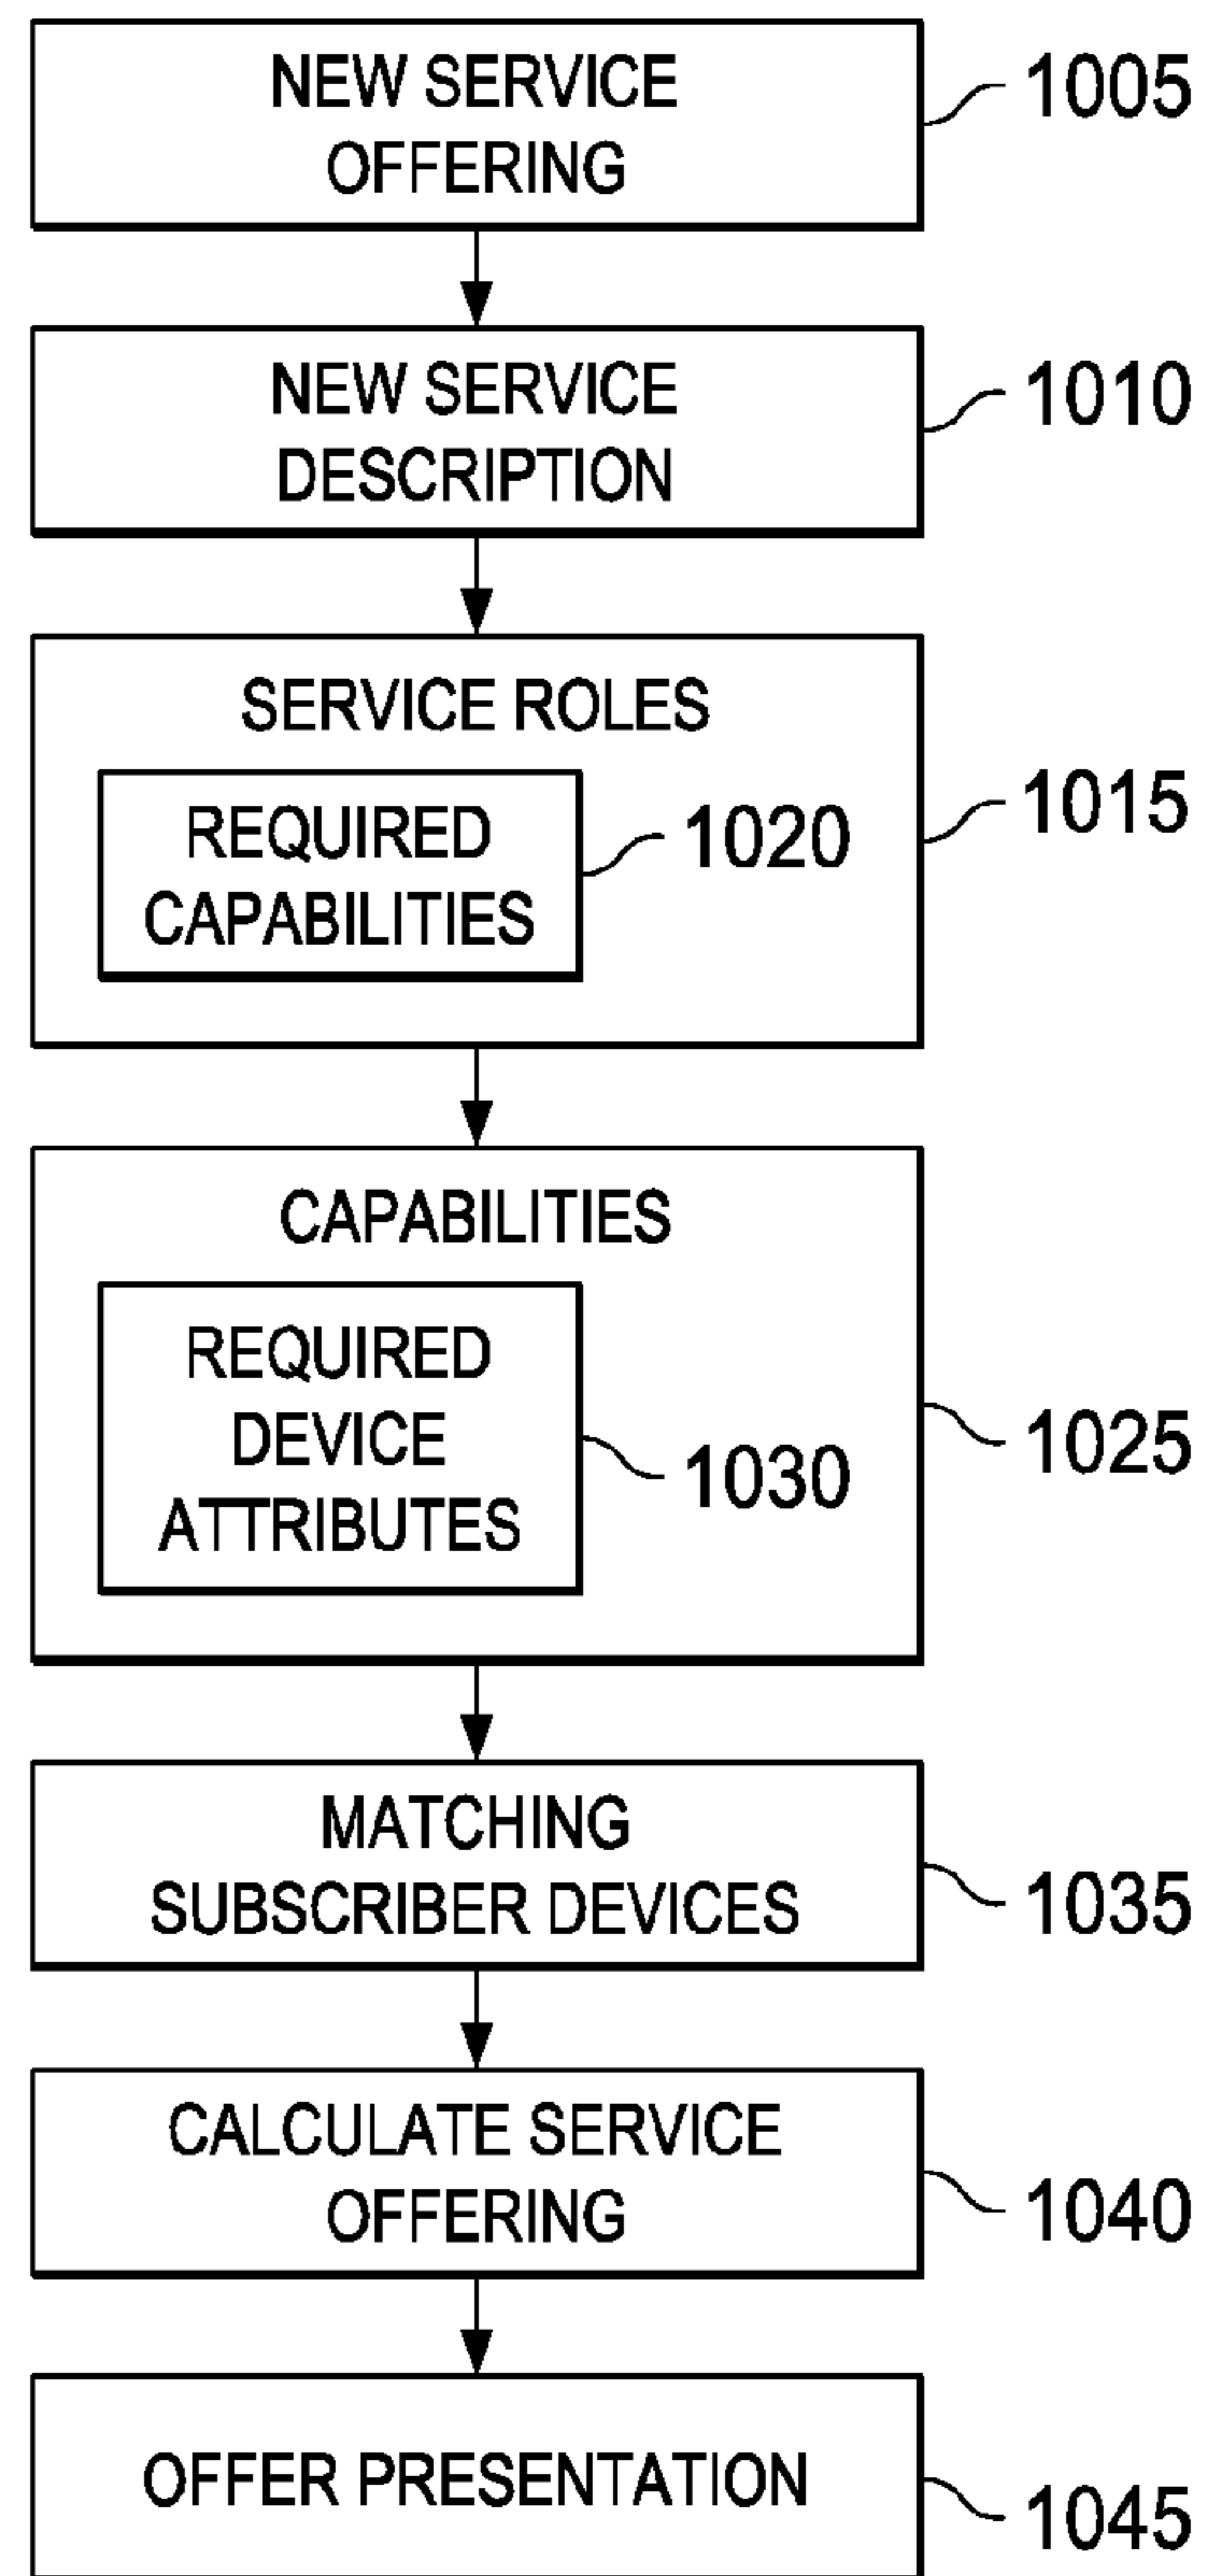 NEW SERVICE
OFFERING
1005
NEW SERVICE
DESCRIPTION
1010
SERVICE ROLES
1015
REQUIRED
CAPABILITIES
1020
CAPABILITIES
1025
REQUIRED
DEVICE
ATTRIBUTES
1030
MATCHING
SUBSCRIBER DEVICES
1035
CALCULATE SERVICE
OFFERING
1040
OFFER PRESENTATION
1045